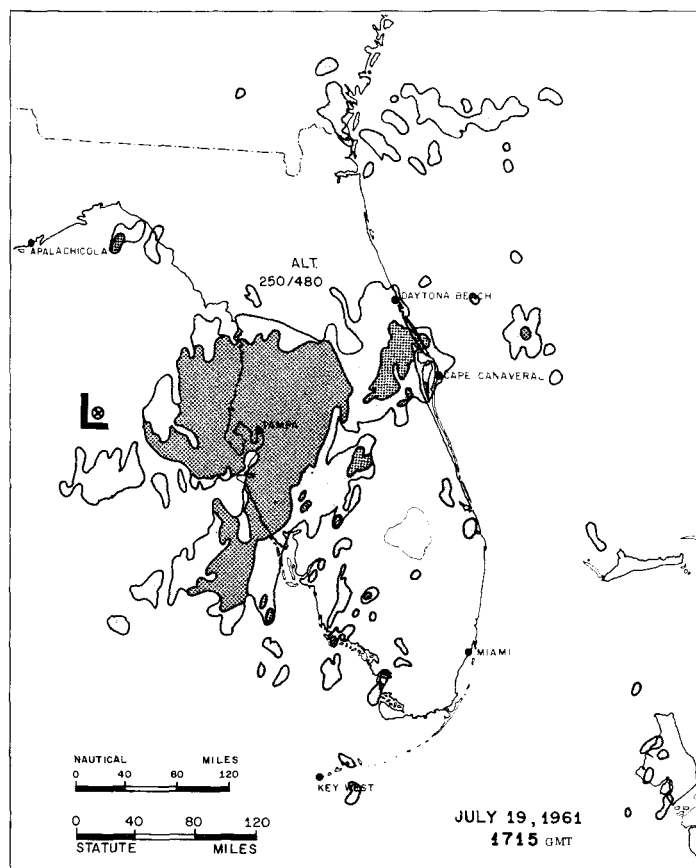 APALACHICOLA
ALT.
250/480
DAYTONA BEACH
CAPE CANAVERAL
L
TAMPA
MIAMI
KEY WEST
NAUTICAL MILES
0 40 80 120
0 40 80 120
STATUTE MILES
JULY 19, 1961
1715 GMT